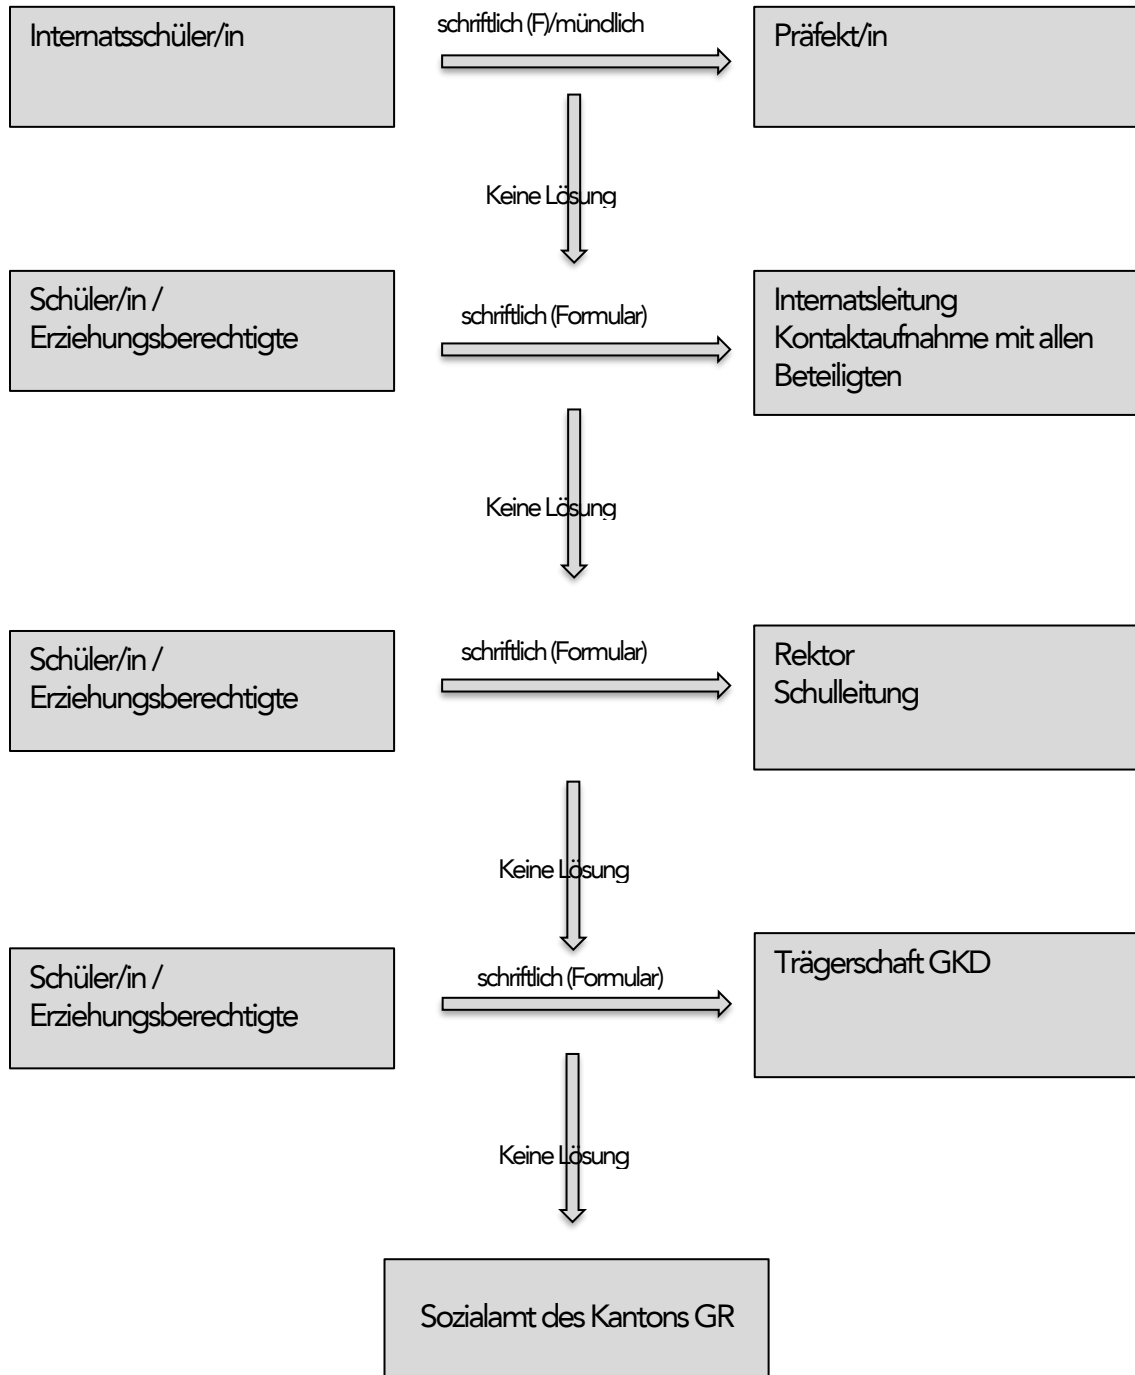 Internatsschüler/in
schriftlich (F)/mündlich
Präfekt/in
Keine Lösung
Schüler/in /
Erziehungsberechtigte
schriftlich (Formular)
Internatsleitung
Kontaktaufnahme mit allen
Beteiligten
Keine Lösung
Schüler/in /
Erziehungsberechtigte
schriftlich (Formular)
Rektor
Schulleitung
Keine Lösung
Schüler/in /
Erziehungsberechtigte
schriftlich (Formular)
Trägerschaft GKD
Keine Lösung
Sozialamt des Kantons GR